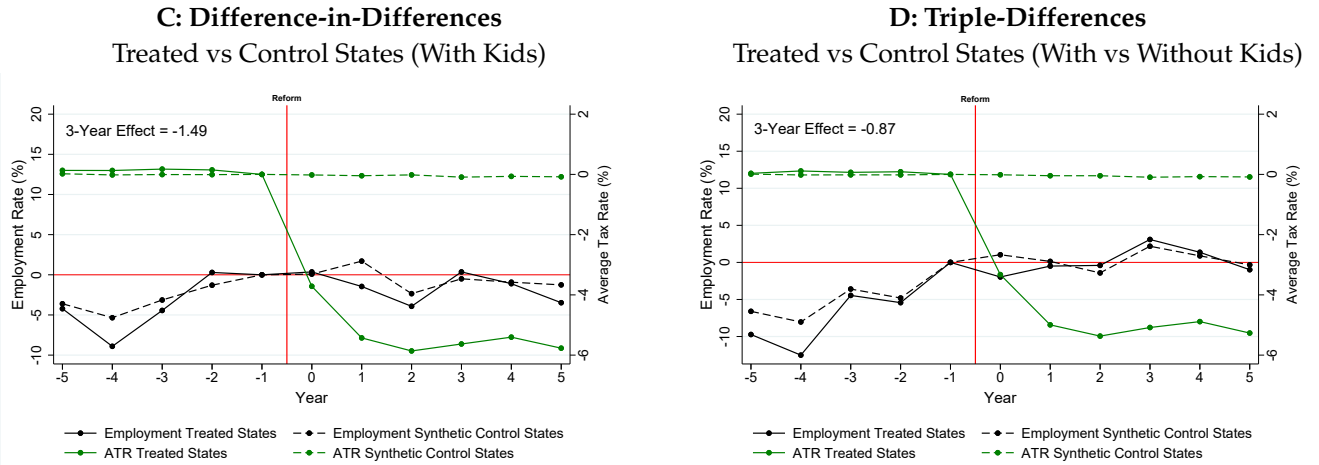 C: Difference-in-Differences
Treated vs Control States (With Kids)
Reform
3-Year Effect = -1.49
Employment Rate (%)
20
15
10
5
0
-5
-10
Average Tax Rate (%)
2
0
-2
-4
-6
-5 -4 -3 -2 -1 0 1 2 3 4 5
Year
Employment Treated States
Employment Synthetic Control States
ATR Treated States
ATR Synthetic Control States
D: Triple-Differences
Treated vs Control States (With vs Without Kids)
Reform
3-Year Effect = -0.87
Employment Rate (%)
20
15
10
5
0
-5
-10
Average Tax Rate (%)
2
0
-2
-4
-6
-5 -4 -3 -2 -1 0 1 2 3 4 5
Year
Employment Treated States
Employment Synthetic Control States
ATR Treated States
ATR Synthetic Control States